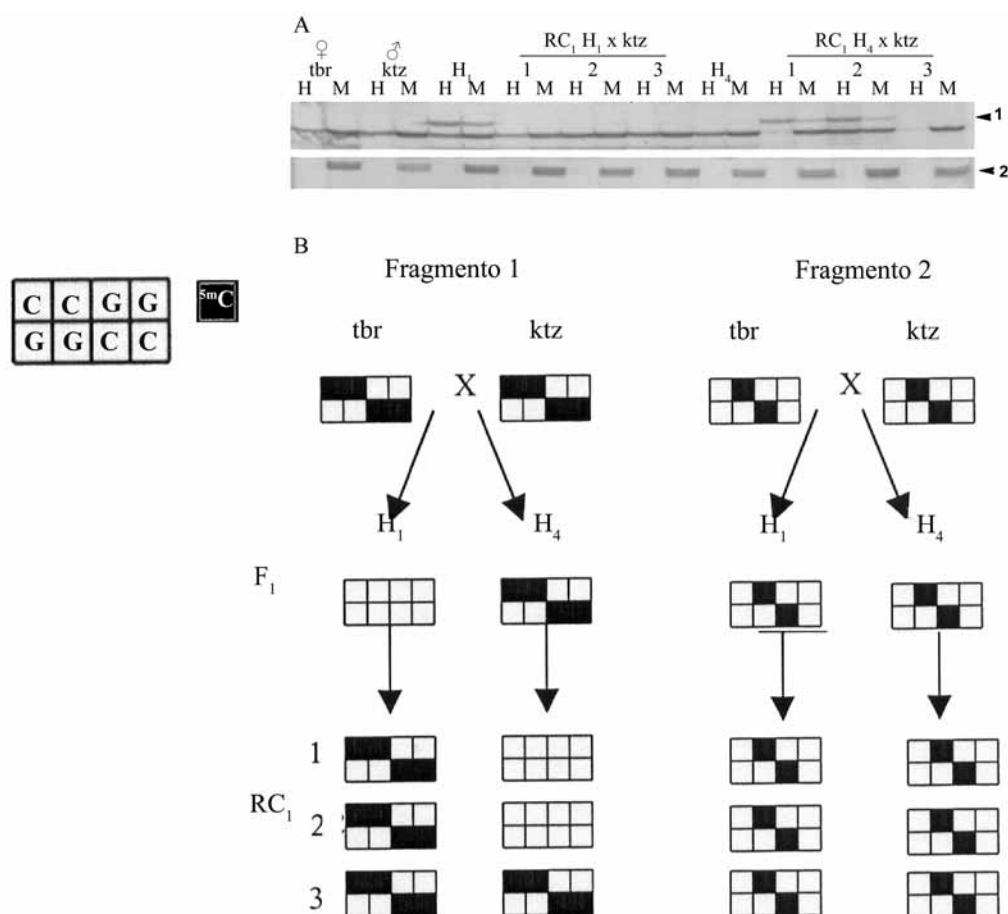 A
♀ ♂ RC1 H1 x ktz RC1 H4 x ktz
tbr ktz H1 1 2 3 H4 1 2 3
H M H M H M H M H M H M H M H M H M H M
1
2
B
Fragmento 1 Fragmento 2
C C G G 5mC
G G C C
tbr ktz tbr ktz
X X
H1 H4 H1 H4
F1
1
RC1
2
3